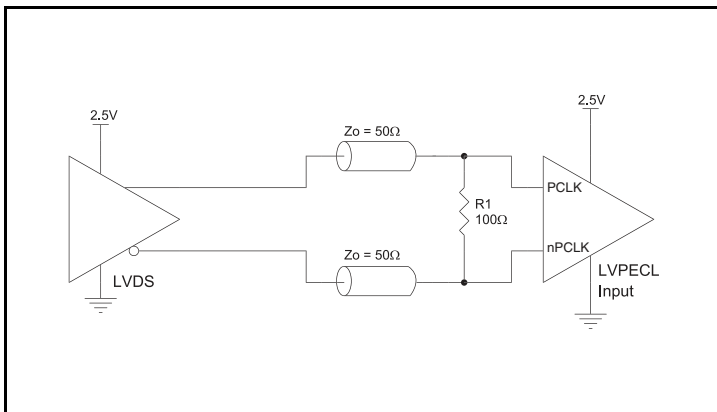 2.5V
2.5V
Zo = 50Ω
PCLK
R1
100Ω
nPCLK
Zo = 50Ω
LVDS
LVPECL
Input